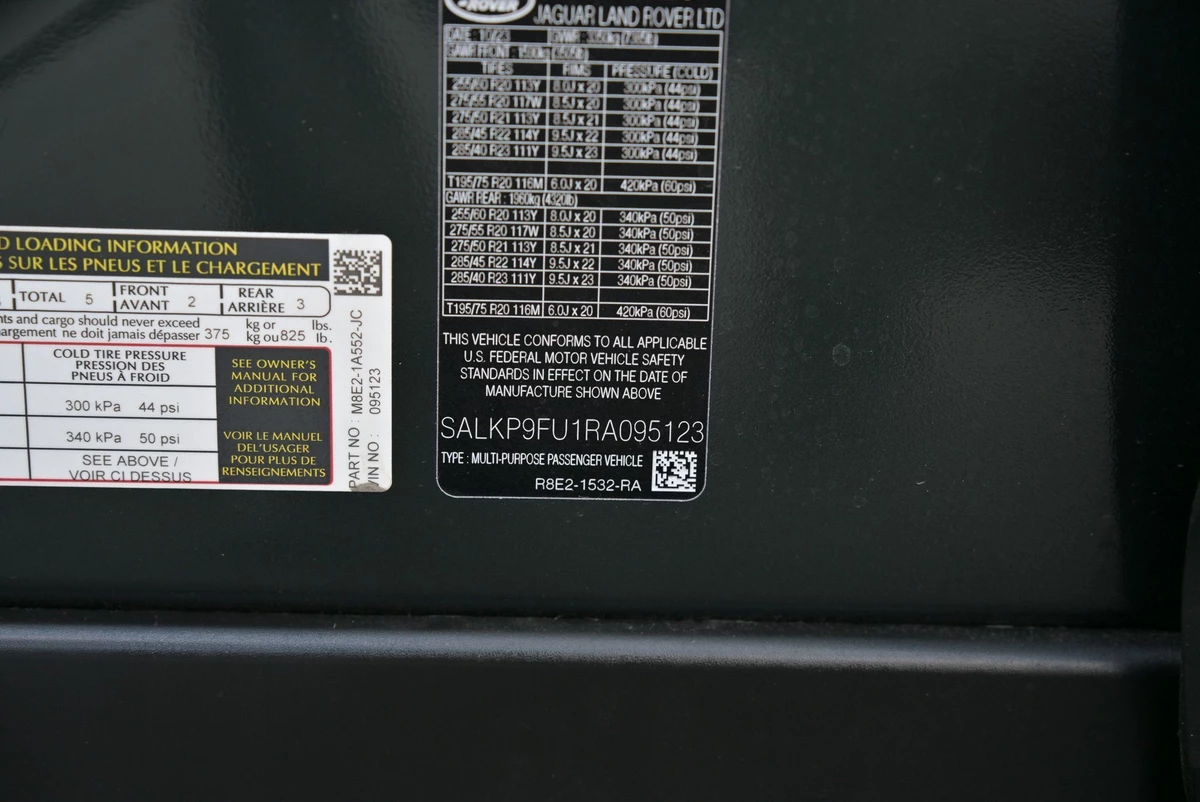 ROVER
JAGUAR LAND ROVER LTD
DATE : 10/23 GVWR :
GAWR FRONT :
TIRES RIMS PRESSURE (COLD)
255/60 R20 113Y 8.0J x 20 300kPa (44psi)
275/55 R20 117W 8.5J x 20 300kPa (44psi)
275/50 R21 113Y 8.5J x 21 300kPa (44psi)
285/45 R22 114Y 9.5J x 22 300kPa (44psi)
285/40 R23 111Y 9.5J x 23 300kPa (44psi)
T195/75 R20 116M 6.0J x 20 420kPa (60psi)
GAWR REAR : 1960kg (4320lb)
255/60 R20 113Y 8.0J x 20 340kPa (50psi)
275/55 R20 117W 8.5J x 20 340kPa (50psi)
275/50 R21 113Y 8.5J x 21 340kPa (50psi)
285/45 R22 114Y 9.5J x 22 340kPa (50psi)
285/40 R23 111Y 9.5J x 23 340kPa (50psi)
T195/75 R20 116M 6.0J x 20 420kPa (60psi)
THIS VEHICLE CONFORMS TO ALL APPLICABLE
U.S. FEDERAL MOTOR VEHICLE SAFETY
STANDARDS IN EFFECT ON THE DATE OF
MANUFACTURE SHOWN ABOVE
SALKP9FU1RA095123
TYPE : MULTI-PURPOSE PASSENGER VEHICLE
R8E2-1532-RA
D LOADING INFORMATION
S SUR LES PNEUS ET LE CHARGEMENT
TOTAL 5 FRONT AVANT 2 REAR ARRIÈRE 3
nts and cargo should never exceed kg or lbs.
argement ne doit jamais dépasser 375 kg ou 825 lb.
COLD TIRE PRESSURE
PRESSION DES
PNEUS À FROID
300 kPa 44 psi
340 kPa 50 psi
SEE ABOVE /
VOIR CI DESSUS
SEE OWNER'S
MANUAL FOR
ADDITIONAL
INFORMATION
VOIR LE MANUEL
DEL'USAGER
POUR PLUS DE
RENSEIGNEMENTS
PART NO : M8E2-1A552-JC
VIN NO : 095123